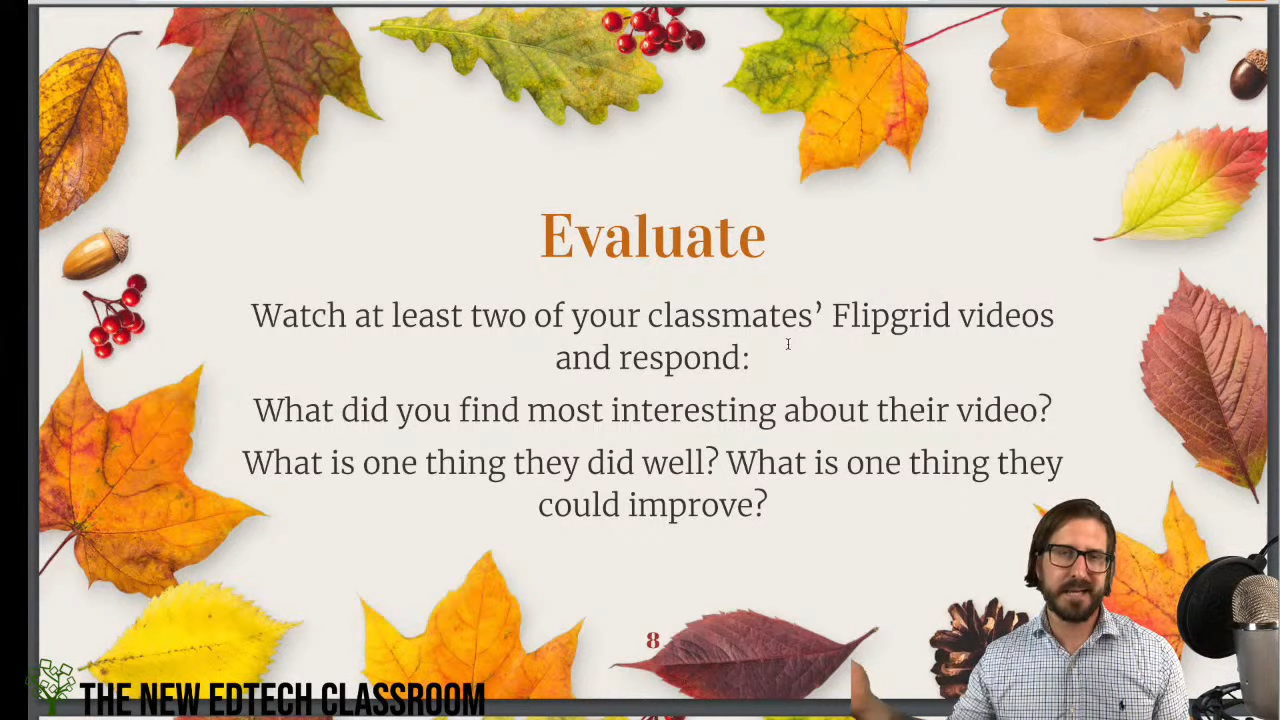 Evaluate
Watch at least two of your classmates’ Flipgrid videos
and respond:
What did you find most interesting about their video?
What is one thing they did well? What is one thing they
could improve?
8
THE NEW EDTECH CLASSROOM